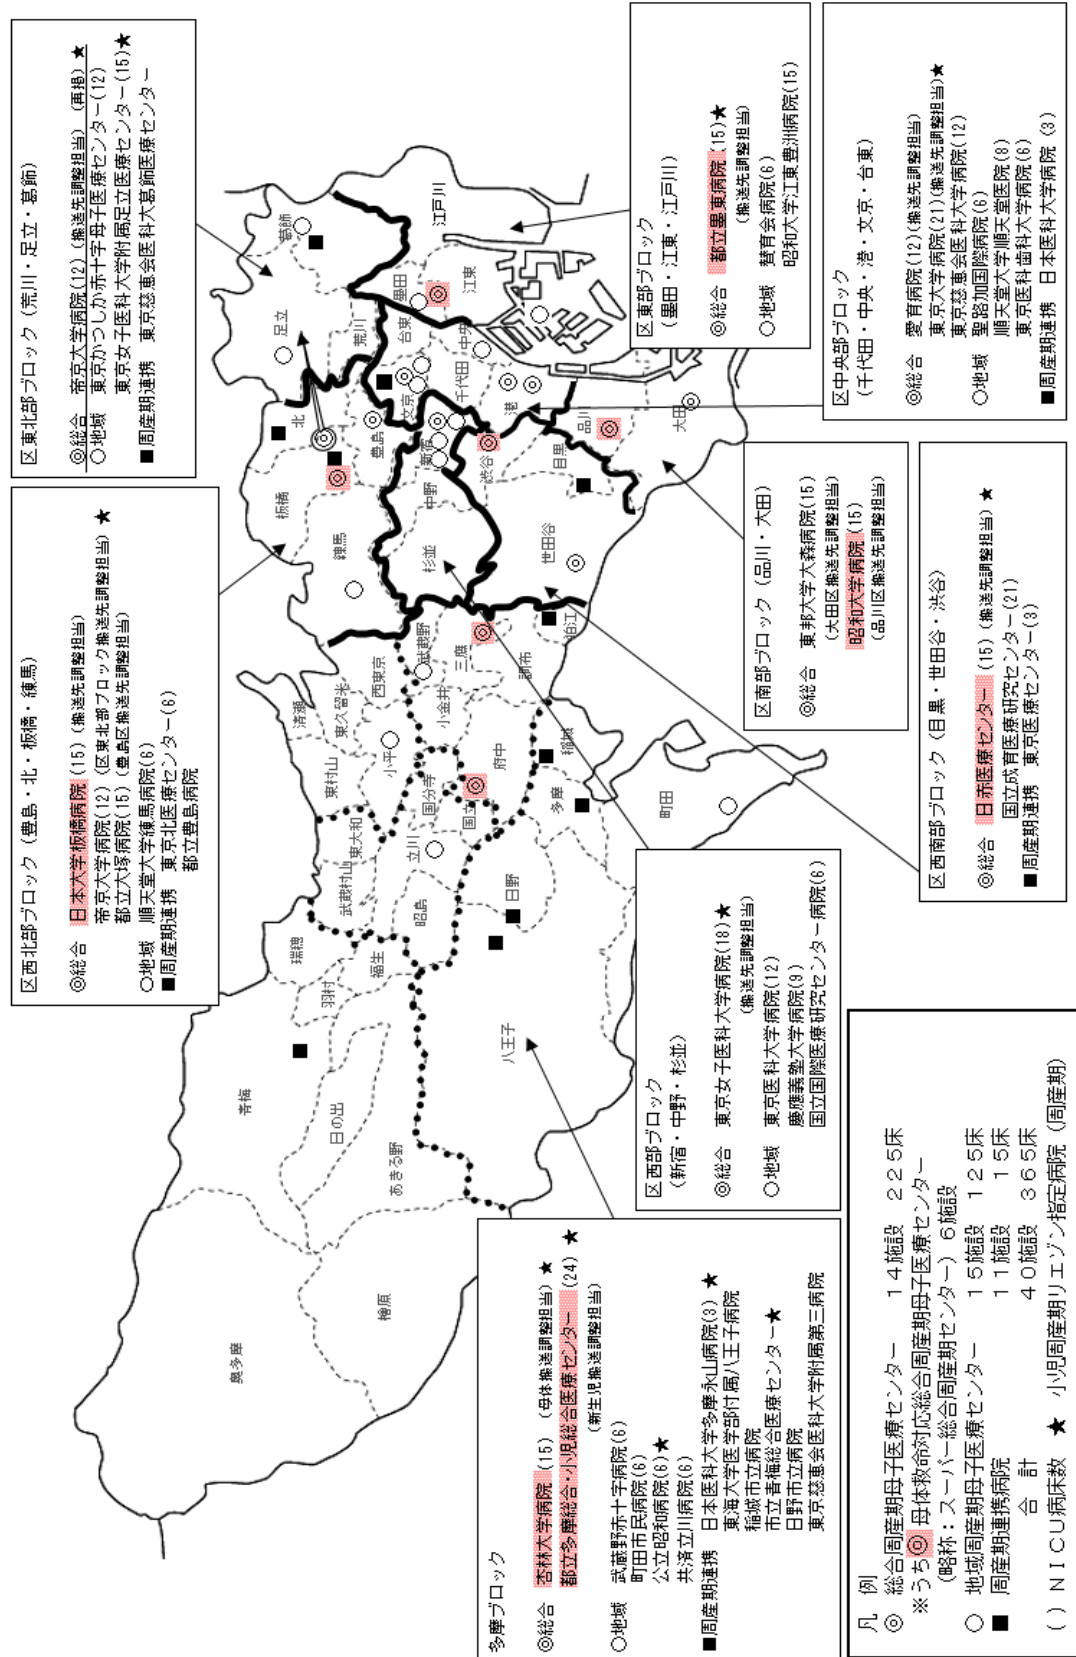 区東北部ブロック（荒川・足立・葛飾）
◎総合　帝京大学病院(12)（搬送先調整担当）（再掲）★
○地域　東京かつしか赤十字母子医療センター(12)
東京女子医科大学附属足立医療センター(15)★
■周産期連携　東京慈恵会医科大葛飾医療センター
区西北部ブロック（豊島・北・板橋・練馬）
◎総合　日本大学板橋病院(15)（搬送先調整担当）
帝京大学病院(12)（区東北部ブロック搬送先調整担当）★
都立大塚病院(15)（豊島区搬送先調整担当）
○地域　順天堂大学練馬病院(6)
■周産期連携　東京北医療センター(6)
都立豊島病院
区東部ブロック
（墨田・江東・江戸川）
◎総合　都立墨東病院(15)★
（搬送先調整担当）
○地域　賛育会病院(6)
昭和大学江東豊洲病院(15)
区中央部ブロック
（千代田・中央・港・文京・台東）
◎総合　愛育病院(12)（搬送先調整担当）
東京大学病院(21)（搬送先調整担当）★
東京慈恵会医科大学病院(12)
○地域　聖路加国際病院(6)
順天堂大学順天堂医院(8)
東京医科歯科大学病院(6)
■周産期連携　日本医科大学病院(3)
区南部ブロック（品川・大田）
◎総合　東邦大学大森病院(15)
（大田区搬送先調整担当）
昭和大学病院(15)
（品川区搬送先調整担当）
区西南部ブロック（目黒・世田谷・渋谷）
◎総合　日赤医療センター(15)（搬送先調整担当）★
国立成育医療研究センター(21)
■周産期連携　東京医療センター(3)
区西部ブロック
（新宿・中野・杉並）
◎総合　東京女子医科大学病院(18)★
（搬送先調整担当）
○地域　東京医科大学病院(12)
慶應義塾大学病院(9)
国立国際医療研究センター病院(6)
多摩ブロック
◎総合　杏林大学病院(15)（母体搬送調整担当）★
都立多摩総合・小児総合医療センター(24)★
（新生児搬送調整担当）
○地域　武蔵野赤十字病院(6)
町田市民病院(6)
公立昭和病院(6)★
共済立川病院(6)
■周産期連携　日本医科大多摩永山病院(3)★
東海大学医学部付属八王子病院
稲城市立病院
市立青梅総合医療センター★
日野市立病院
東京慈恵会医科大学附属第三病院
凡　例
◎　総合周産期母子医療センター　14施設　225床
※うち◎母体救命対応総合周産期母子医療センター
（略称：スーパー総合周産期センター）6施設
○　地域周産期母子医療センター　15施設　125床
■　周産期連携病院　11施設　15床
合　計　40施設　365床
( )ＮＩＣＵ病床数　★　小児周産期リエゾン指定病院（周産期）
奥多摩
檜原
青梅
日の出
あきる野
八王子
羽村
瑞穂
福生
武蔵村山
東大和
昭島
立川
日野
東村山
小平
国分寺
国立
府中
多摩
稲城
町田
清瀬
東久留米
西東京
小金井
武蔵野
三鷹
調布
狛江
練馬
板橋
北
豊島
中野
杉並
新宿
渋谷
世田谷
目黒
品川
大田
港
千代田
中央
文京
台東
荒川
足立
葛飾
墨田
江東
江戸川